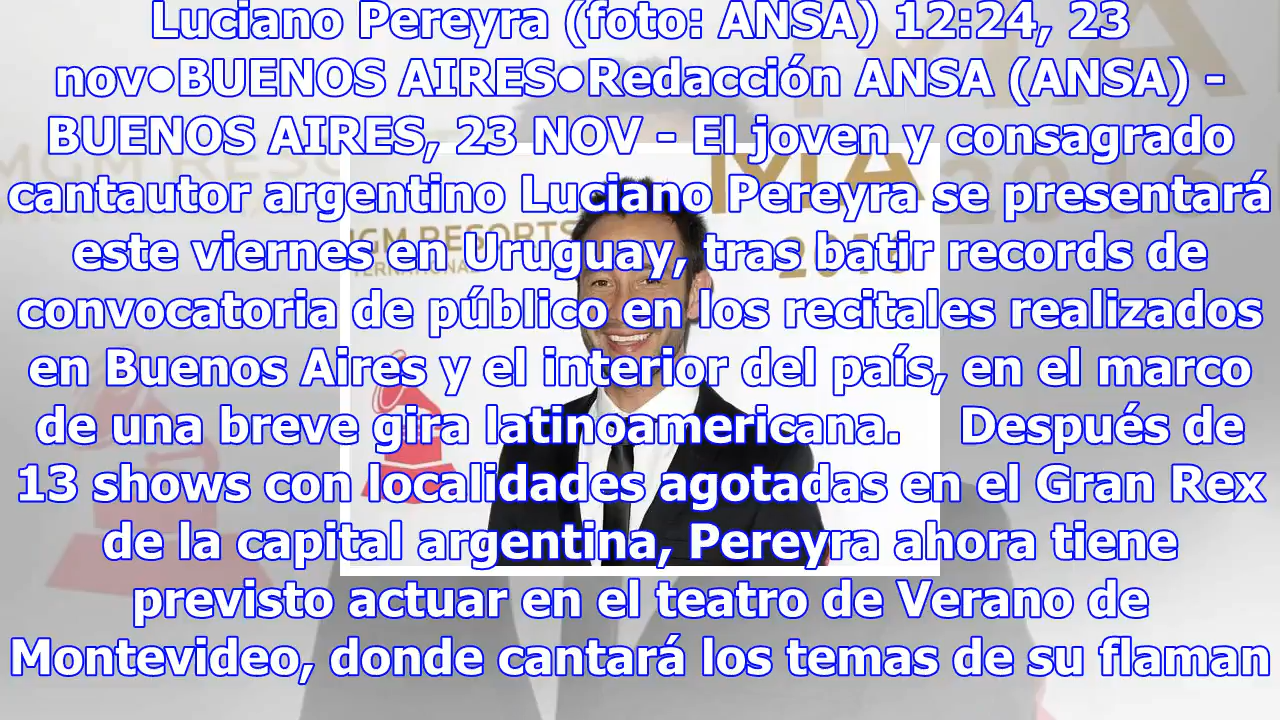 Luciano Pereyra (foto: ANSA) 12:24, 23
nov•BUENOS AIRES•Redacción ANSA (ANSA) -
BUENOS AIRES, 23 NOV - El joven y consagrado
cantautor argentino Luciano Pereyra se presentará
este viernes en Uruguay, tras batir records de
convocatoria de público en los recitales realizados
en Buenos Aires y el interior del país, en el marco
de una breve gira latinoamericana. Después de
13 shows con localidades agotadas en el Gran Rex
de la capital argentina, Pereyra ahora tiene
previsto actuar en el teatro de Verano de
Montevideo, donde cantará los temas de su flaman
MGM RESORTS
INTERNATIONAL
2016